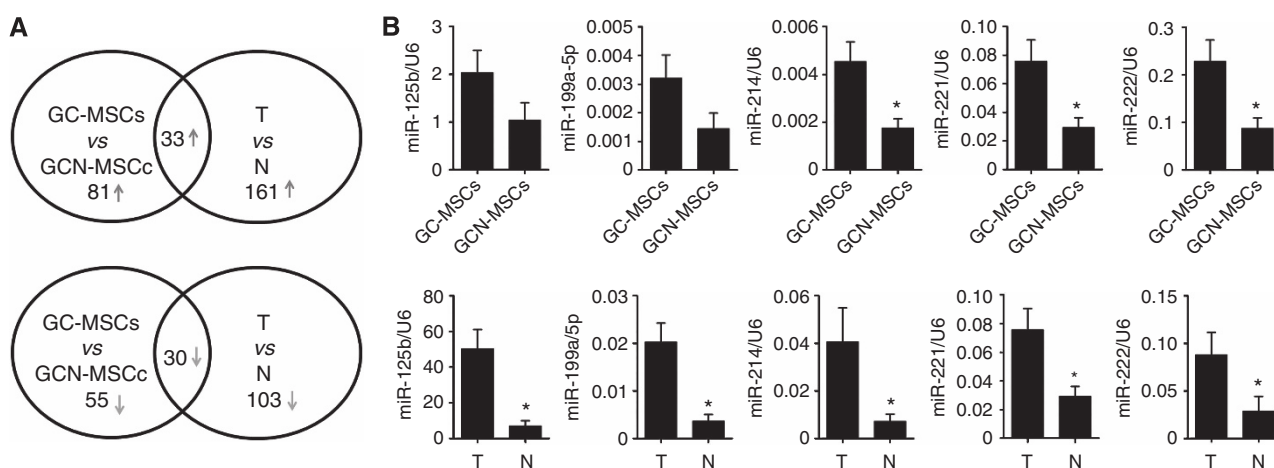 A
GC-MSCs
vs
GCN-MSCc
81↑
33↑
T
vs
N
161↑
GC-MSCs
vs
GCN-MSCc
55↓
30↓
T
vs
N
103↓
B
miR-125b/U6
3
2
1
0
GC-MSCs
GCN-MSCs
miR-199a-5p
0.005
0.004
0.003
0.002
0.001
0.000
GC-MSCs
GCN-MSCs
miR-214/U6
0.006
0.004
0.002
0.000
*
GC-MSCs
GCN-MSCs
miR-221/U6
0.10
0.08
0.06
0.04
0.02
0.00
*
GC-MSCs
GCN-MSCs
miR-222/U6
0.3
0.2
0.1
0.0
*
GC-MSCs
GCN-MSCs
miR-125b/U6
80
60
40
20
0
*
T N
miR-199a/5p
0.03
0.02
0.01
0
*
T N
miR-214/U6
0.06
0.04
0.02
0
*
T N
miR-221/U6
0.10
0.08
0.06
0.04
0.02
0
*
T N
miR-222/U6
0.15
0.10
0.05
0
*
T N